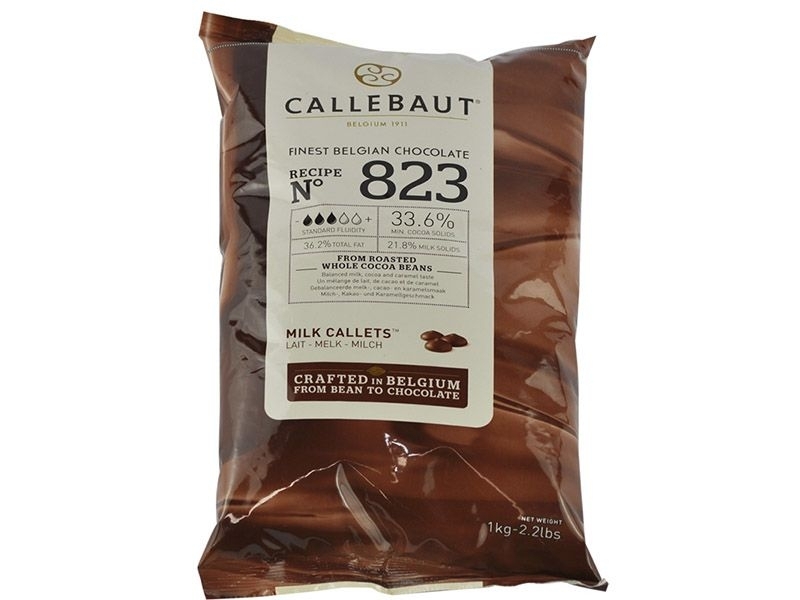 CALLEBAUT®
BELGIUM 1911
FINEST BELGIAN CHOCOLATE
RECIPE
Nº 823
- +
STANDARD FLUIDITY
33.6%
MIN. COCOA SOLIDS
36.2% TOTAL FAT
21.8% MILK SOLIDS
FROM ROASTED
WHOLE COCOA BEANS
Balanced milk, cocoa and caramel taste
Un mélange de lait, de cacao et de caramel
Gebalanceerde melk-, cacao- en karamelsmaak
Milch-, Kakao- und Karamellgeschmack
MILK CALLETS™
LAIT - MELK - MILCH
CRAFTED IN BELGIUM
FROM BEAN TO CHOCOLATE
NET WEIGHT
1kg-2.2lbs